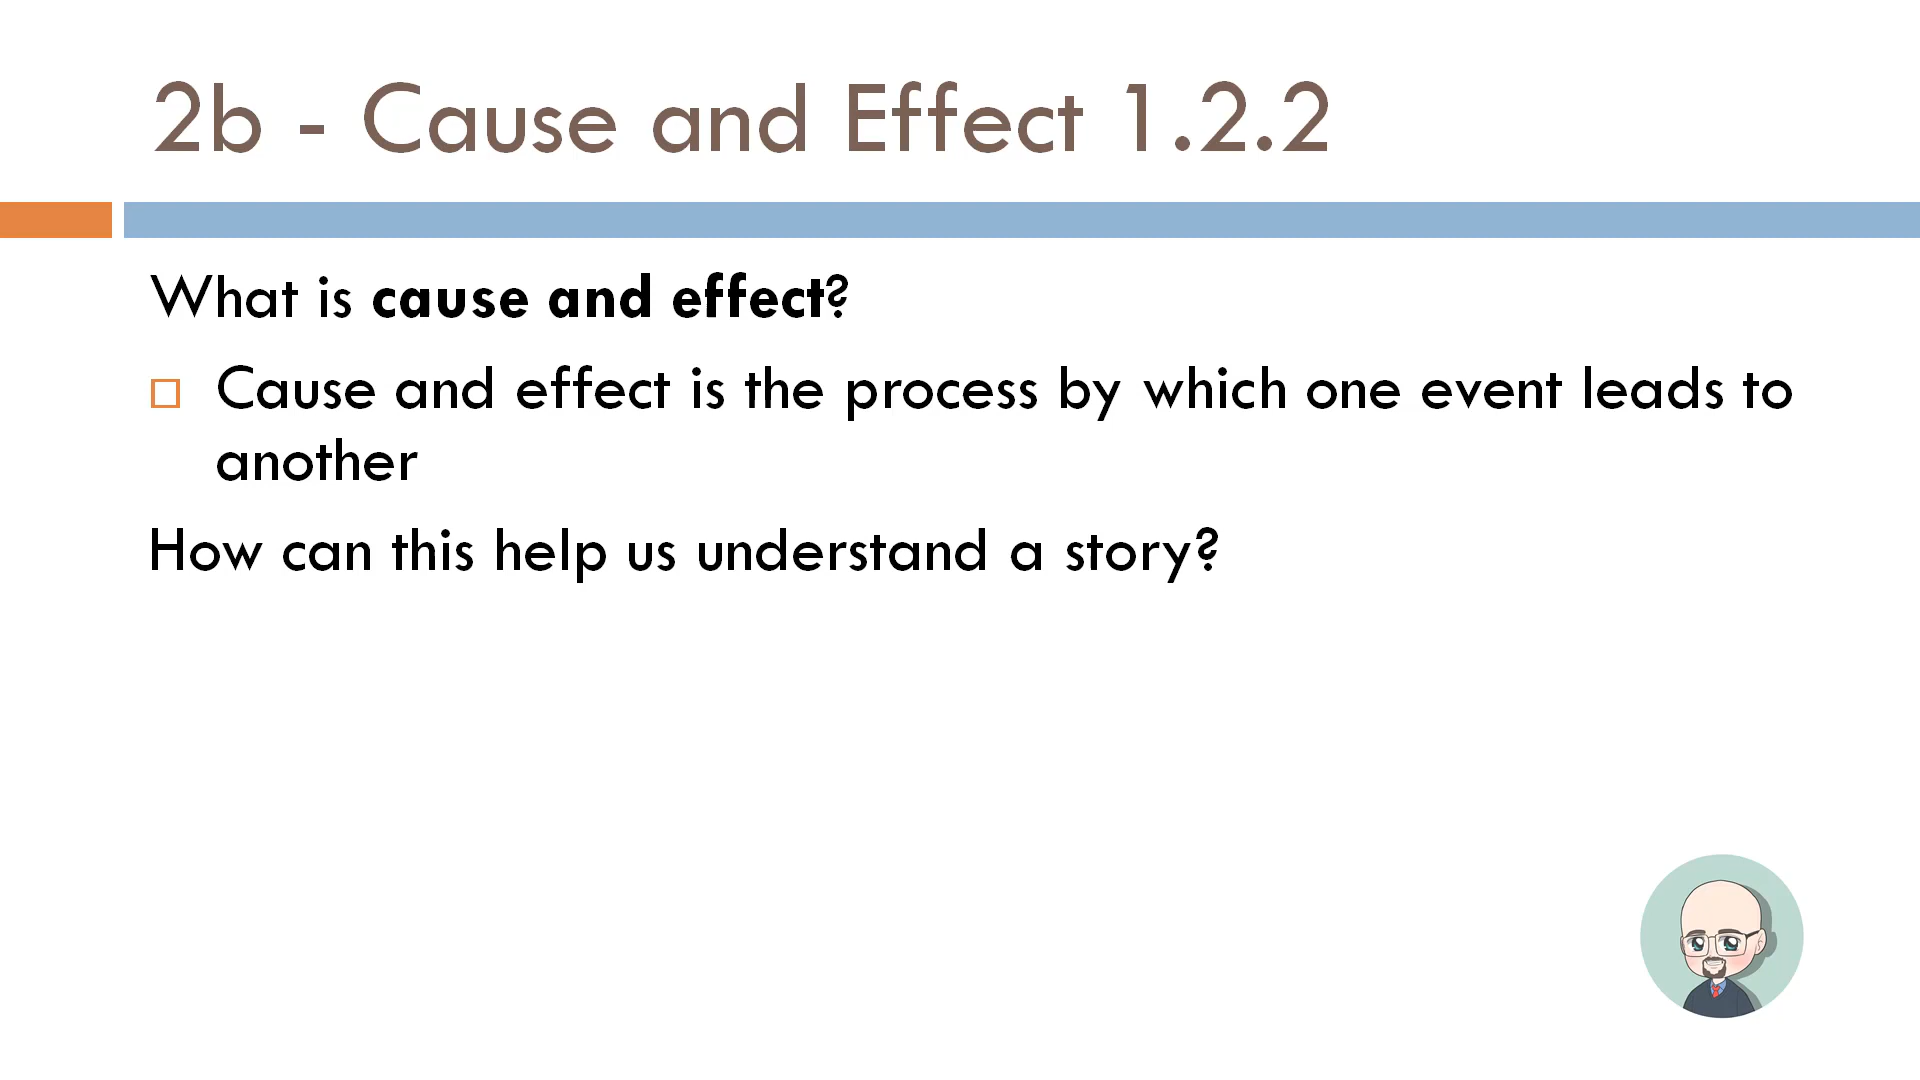 2b - Cause and Effect 1.2.2
What is cause and effect?
Cause and effect is the process by which one event leads to
another
How can this help us understand a story?